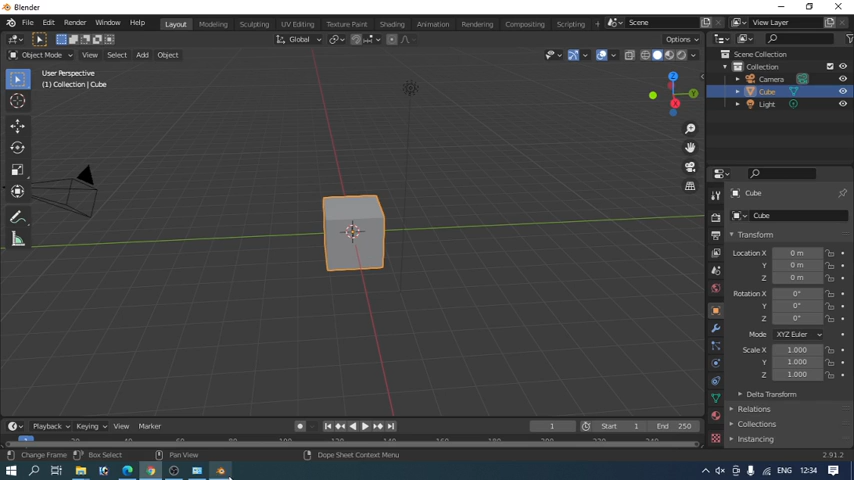 Blender
File Edit Render Window Help Layout Modeling Sculpting UV Editing Texture Paint Shading Animation Rendering Compositing Scripting Scene View Layer
Global Options
Object Mode View Select Add Object
User Perspective
(1) Collection | Cube
Z
Y
X
Scene Collection
Collection
Camera
Cube
Light
Cube
Cube
Transform
Location X 0 m
Y 0 m
Z 0 m
Rotation X 0°
Y 0°
Z 0°
Mode XYZ Euler
Scale X 1.000
Y 1.000
Z 1.000
Delta Transform
Relations
Collections
Instancing
Playback Keying View Marker 1 Start 1 End 250
Change Frame Box Select Pan View Dope Sheet Context Menu 2.91.2
ENG 12:34